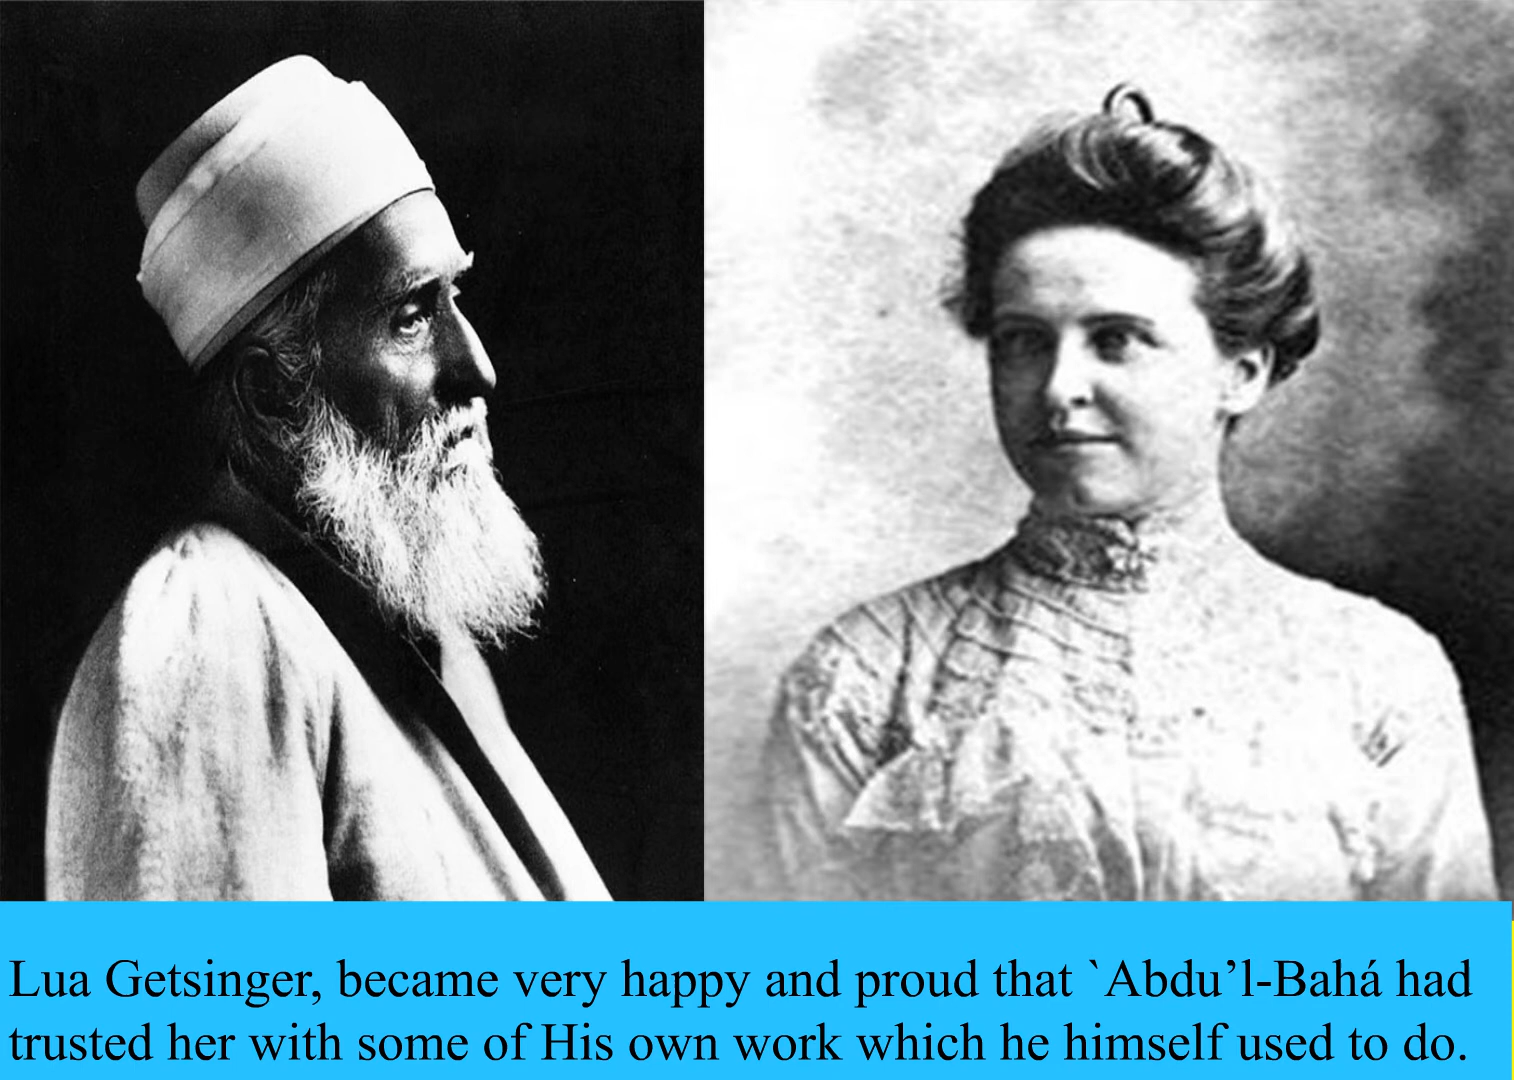 Lua Getsinger, became very happy and proud that `Abdu’l-Bahá had
trusted her with some of His own work which he himself used to do.